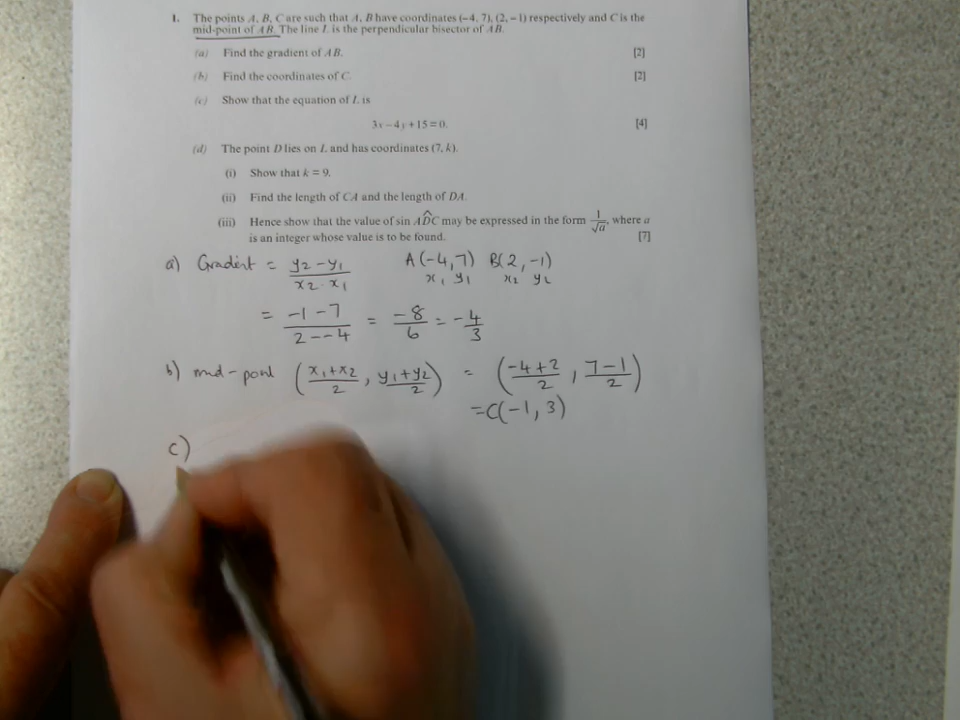 1. The points A, B, C are such that A, B have coordinates (−4, 7), (2, −1) respectively and C is the
mid-point of AB. The line L is the perpendicular bisector of AB.
(a) Find the gradient of AB. [2]
(b) Find the coordinates of C. [2]
(c) Show that the equation of L is
3x − 4y + 15 = 0. [4]
(d) The point D lies on L and has coordinates (7, k).
(i) Show that k = 9.
(ii) Find the length of CA and the length of DA.
(iii) Hence show that the value of sin AD̂C may be expressed in the form 1/√a, where a
is an integer whose value is to be found. [7]
a) Gradient = (y2 − y1)/(x2 · x1) A(−4, 7) B(2, −1)
x1 y1 x2 y2
= (−1 − 7)/(2 − −4) = −8/6 = −4/3
b) mid-point ((x1 + x2)/2, (y1 + y2)/2) = ((−4 + 2)/2, (7 − 1)/2)
= C(−1, 3)
c)